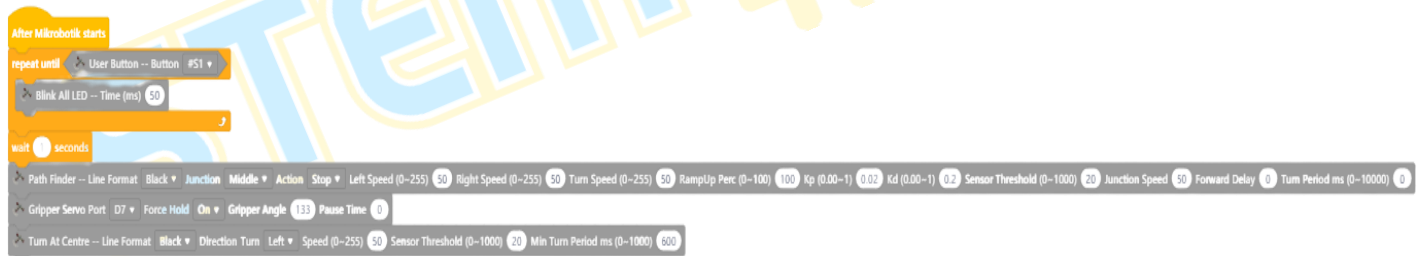 STEM
After Mikrobotik starts
repeat until User Button -- Button #S1
Blink All LED -- Time (ms) 50
wait seconds
Path Finder -- Line Format Black Junction Middle Action Stop Left Speed (0~255) 50 Right Speed (0~255) 50 Turn Speed (0~255) 50 RampUp Perc (0~100) 100 Kp (0.00~1) 0.02 Kd (0.00~1) 0.2 Sensor Threshold (0~1000) 20 Junction Speed 50 Forward Delay 0 Turn Period ms (0~10000) 0
Gripper Servo Port D7 Force Hold On Gripper Angle 133 Pause Time 0
Turn At Centre -- Line Format Black Direction Turn Left Speed (0~255) 50 Sensor Threshold (0~1000) 20 Min Turn Period ms (0~1000) 600